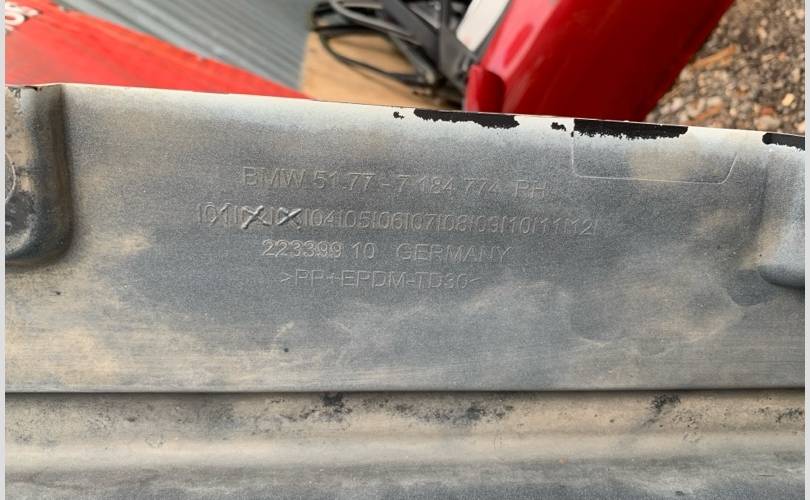 BMW 51.77 - 7 184 774 RH
|01|02|03|04|05|06|07|08|09|10|11|12|
223399 10 GERMANY
>PP+EPDM-TD30<